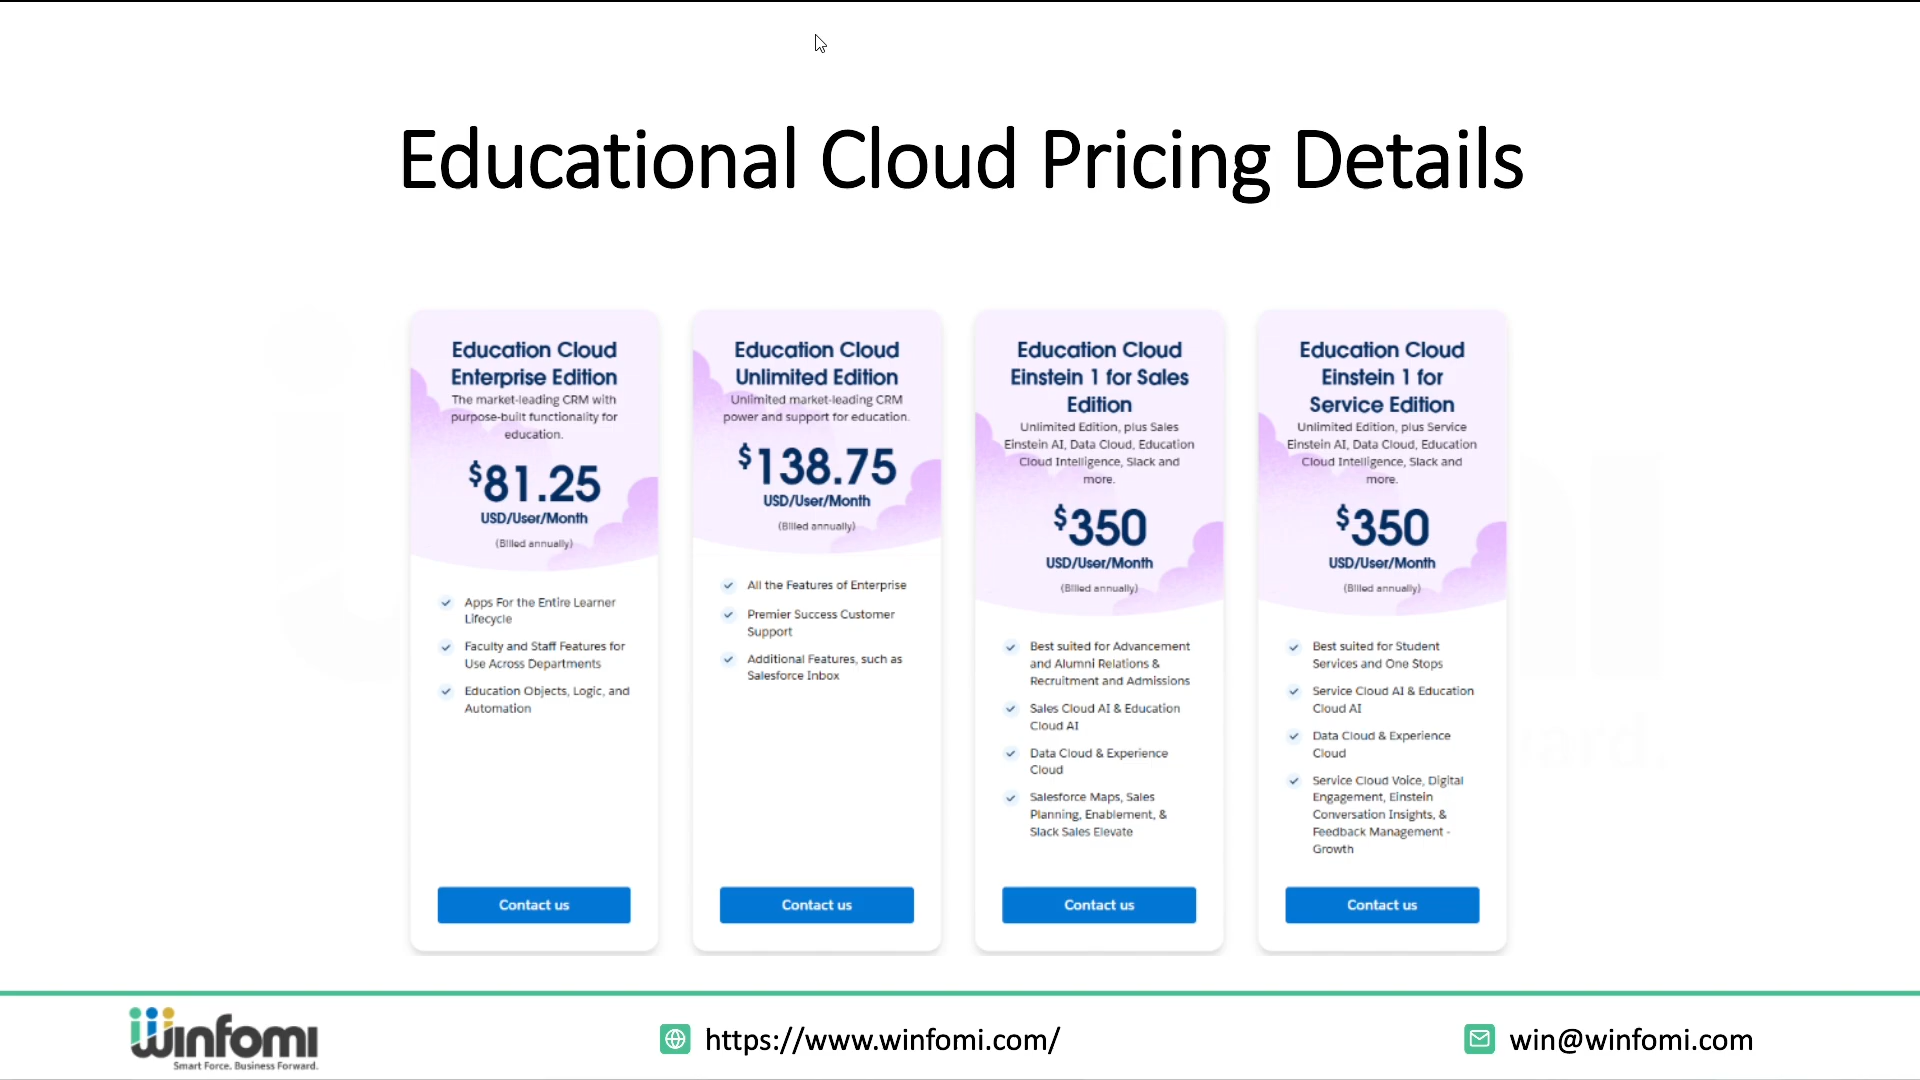 Educational Cloud Pricing Details
Education Cloud
Enterprise Edition
The market-leading CRM with
purpose-built functionality for
education.
$81.25
USD/User/Month
(Billed annually)
Apps For the Entire Learner
Lifecycle
Faculty and Staff Features for
Use Across Departments
Education Objects, Logic, and
Automation
Contact us
Education Cloud
Unlimited Edition
Unlimited market-leading CRM
power and support for education.
$138.75
USD/User/Month
(Billed annually)
All the Features of Enterprise
Premier Success Customer
Support
Additional Features, such as
Salesforce Inbox
Contact us
Education Cloud
Einstein 1 for Sales
Edition
Unlimited Edition, plus Sales
Einstein AI, Data Cloud, Education
Cloud Intelligence, Slack and
more.
$350
USD/User/Month
(Billed annually)
Best suited for Advancement
and Alumni Relations &
Recruitment and Admissions
Sales Cloud AI & Education
Cloud AI
Data Cloud & Experience
Cloud
Salesforce Maps, Sales
Planning, Enablement, &
Slack Sales Elevate
Contact us
Education Cloud
Einstein 1 for
Service Edition
Unlimited Edition, plus Service
Einstein AI, Data Cloud, Education
Cloud Intelligence, Slack and
more.
$350
USD/User/Month
(Billed annually)
Best suited for Student
Services and One Stops
Service Cloud AI & Education
Cloud AI
Data Cloud & Experience
Cloud
Service Cloud Voice, Digital
Engagement, Einstein
Conversation Insights, &
Feedback Management -
Growth
Contact us
winfomi
Smart Force. Business Forward.
https://www.winfomi.com/
win@winfomi.com